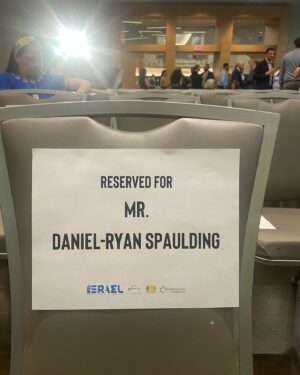 RESERVED FOR
MR.
DANIEL-RYAN SPAULDING
ISRAEL